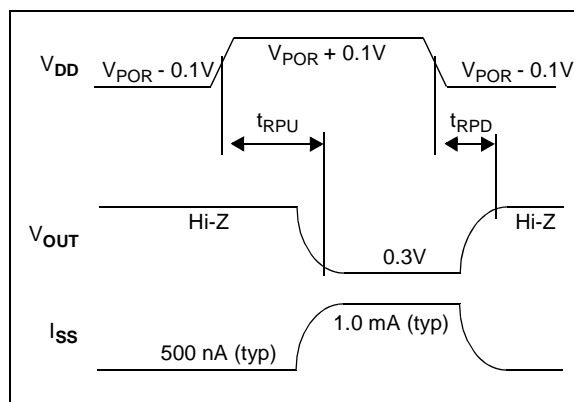 VDD
VPOR - 0.1V
VPOR + 0.1V
VPOR - 0.1V
tRPU
tRPD
VOUT
Hi-Z
0.3V
Hi-Z
ISS
500 nA (typ)
1.0 mA (typ)